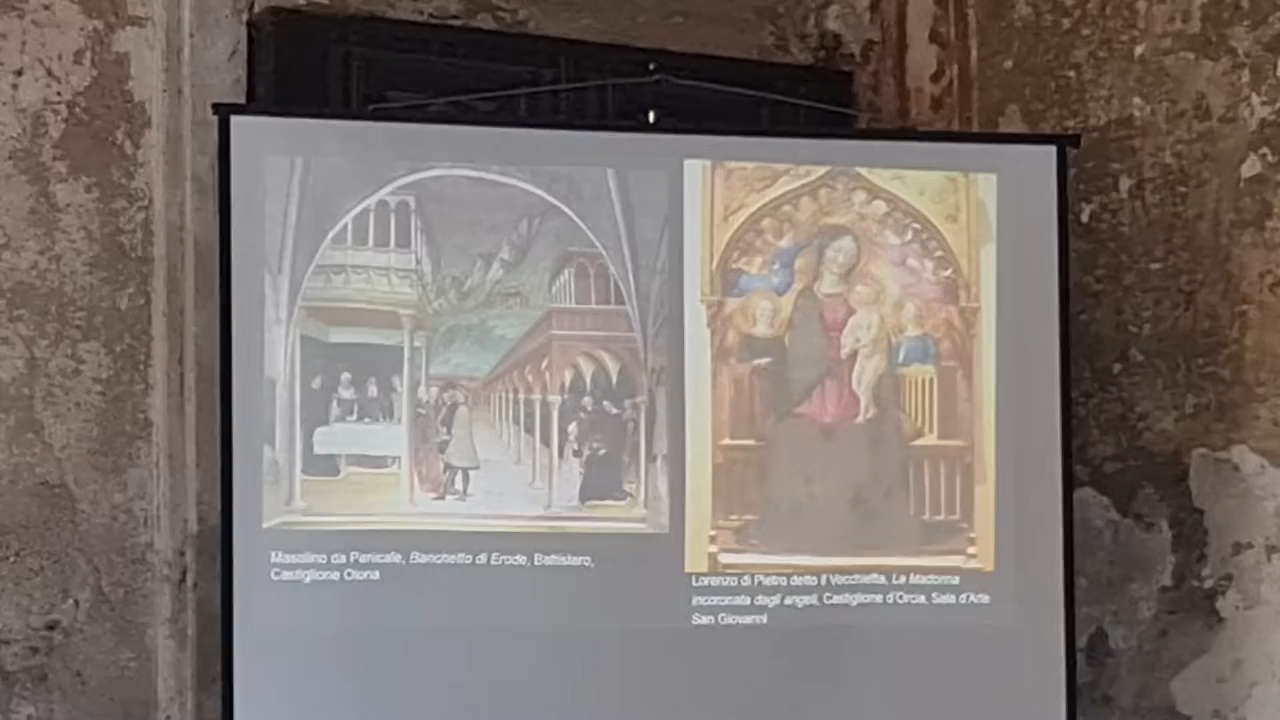 Masolino da Panicale, Banchetto di Erode, Battistero,
Castiglione Olona
Lorenzo di Pietro detto il Vecchietta, La Madonna
incoronata dagli angeli, Castiglione d'Orcia, Sala d'Arte
San Giovanni